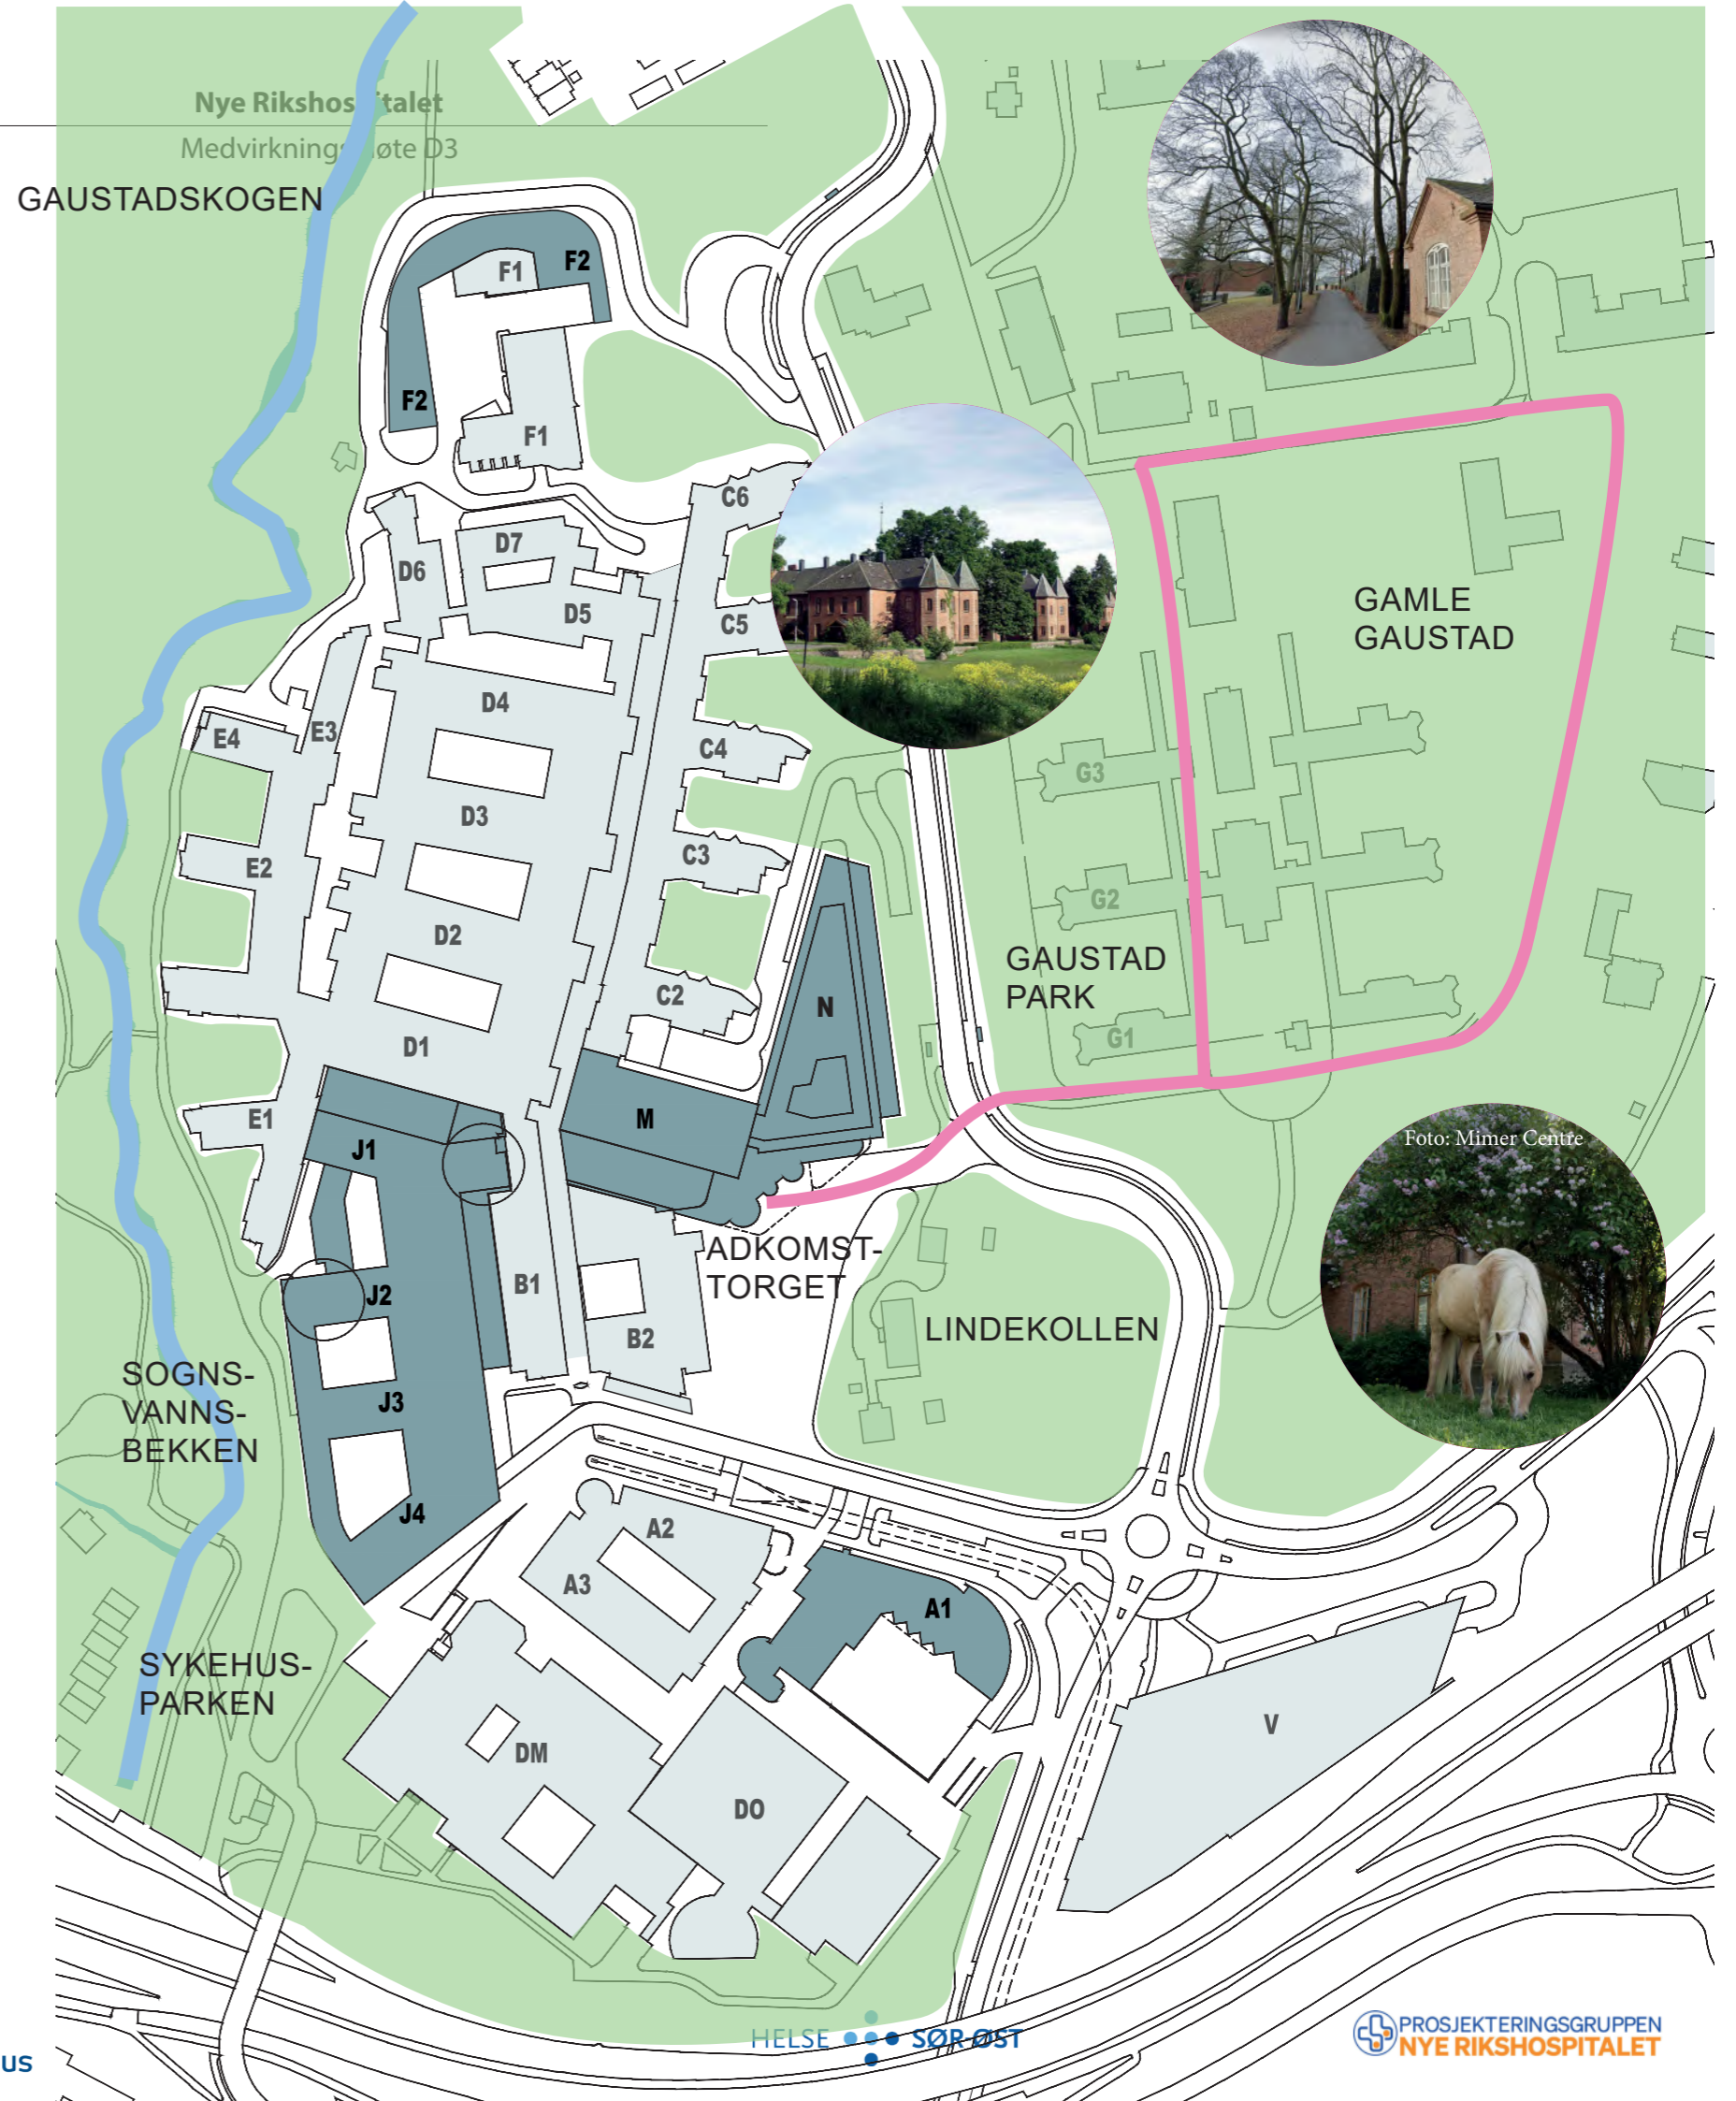 Nye Rikshos italet
Medvirknings øte D3
GAUSTADSKOGEN
F1
F2
F2
F1
C6
D7
D6
D5
C5
GAMLE
GAUSTAD
D4
E3
E4
C4
G3
D3
C3
E2
G2
D2
GAUSTAD
PARK
C2
N
G1
D1
E1
M
J1
Foto: Mimer Centre
ADKOMST-
TORGET
B1
J2
B2
LINDEKOLLEN
SOGNS-
VANNS-
BEKKEN
J3
J4
A2
A3
A1
SYKEHUS-
PARKEN
V
DM
DO
HELSE SØR-ØST
PROSJEKTERINGSGRUPPEN
NYE RIKSHOSPITALET
US